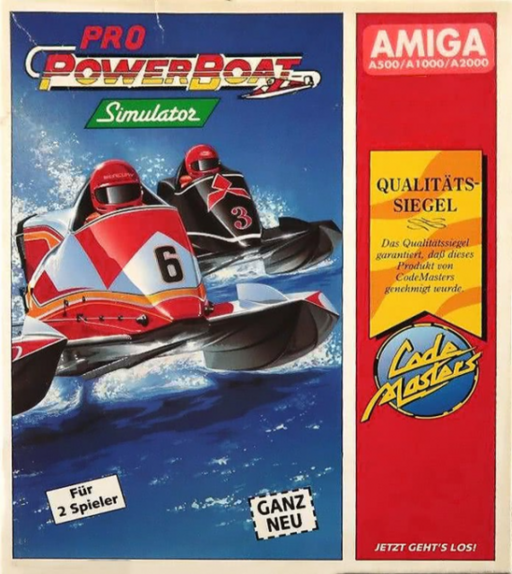 PRO
POWERBOAT
Simulator
AMIGA
A500/A1000/A2000
QUALITÄTS-
SIEGEL
Das Qualitätssiegel
garantiert, daß dieses
Produkt von
CodeMasters
genehmigt wurde.
Code
Masters
3
6
Für
2 Spieler
GANZ
NEU
JETZT GEHT'S LOS!